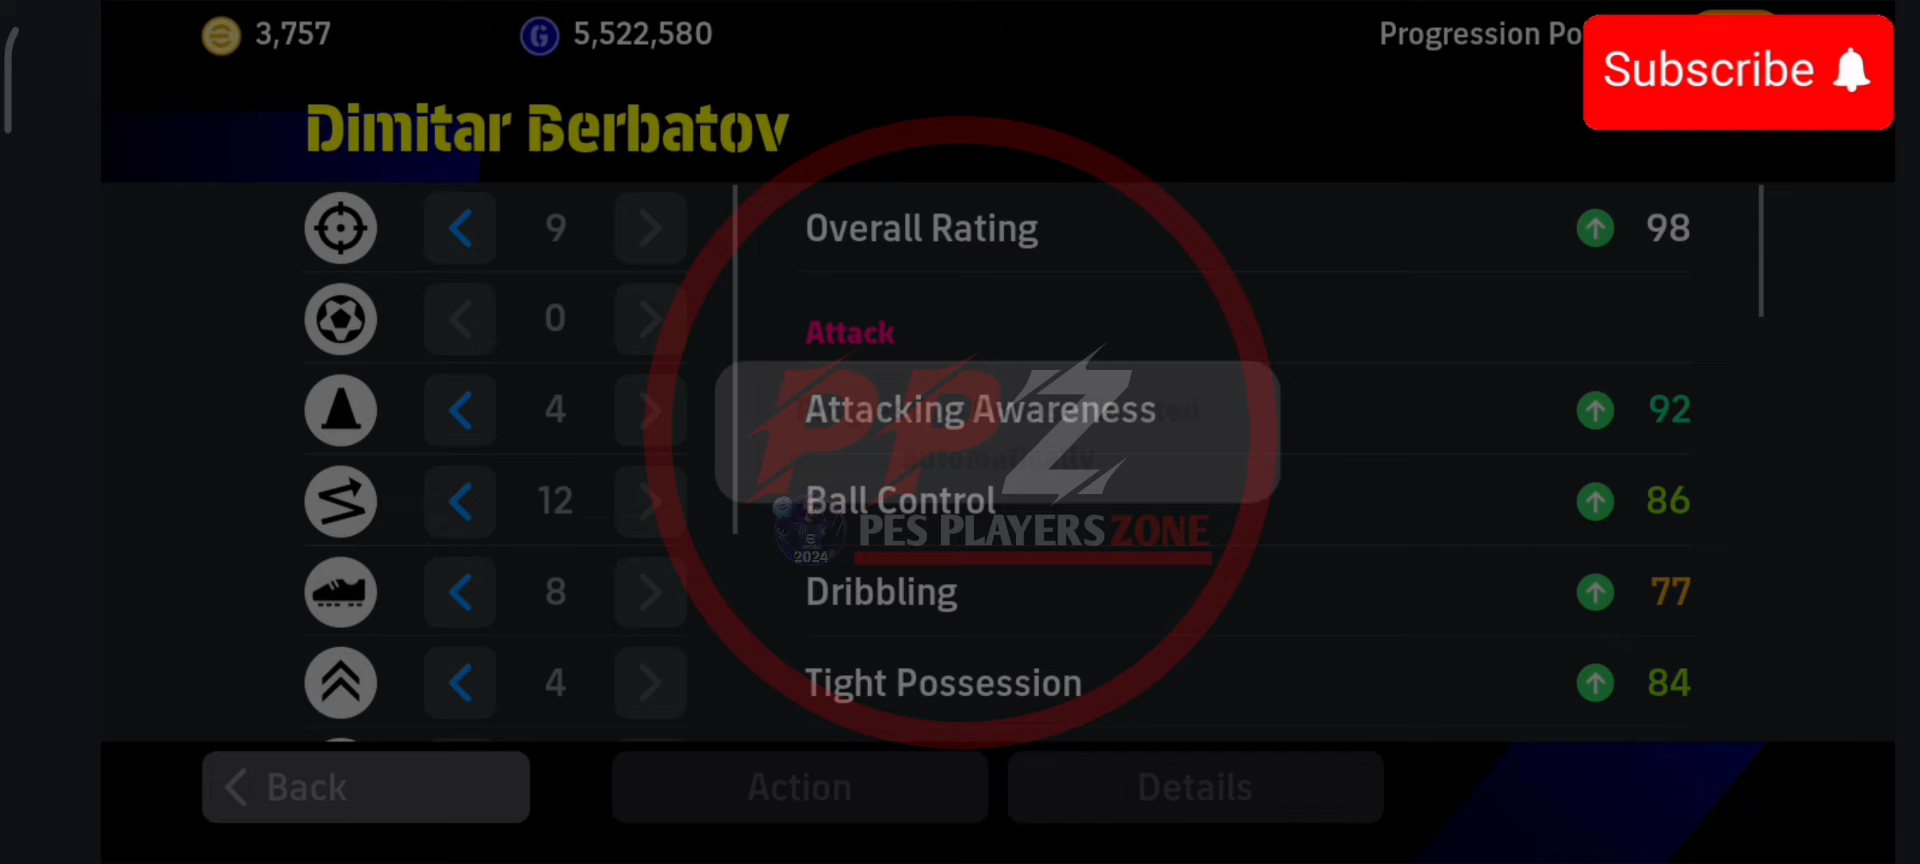 3,757
5,522,580
Progression Po
Subscribe
Dimitar Berbatov
9
Overall Rating
98
0
Attack
4
Attacking Awareness
92
automatically
PPZ
12
Ball Control
86
PES PLAYERS ZONE
2024
8
Dribbling
77
4
Tight Possession
84
Back
Action
Details